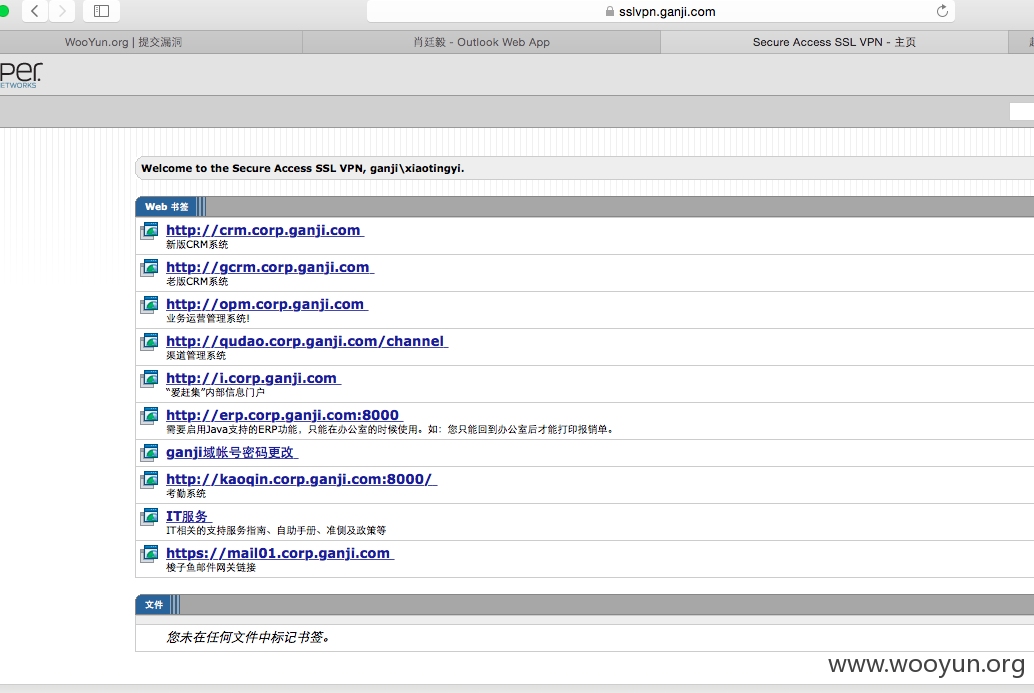 sslvpn.ganji.com
WooYun.org | 提交漏洞
肖廷毅 - Outlook Web App
Secure Access SSL VPN - 主页
per.
ETWORKS
Welcome to the Secure Access SSL VPN, ganji\xiaotingyi.
Web 书签
http://crm.corp.ganji.com
新版CRM系统
http://gcrm.corp.ganji.com
老版CRM系统
http://opm.corp.ganji.com
业务运营管理系统!
http://qudao.corp.ganji.com/channel
渠道管理系统
http://i.corp.ganji.com
“爱赶集”内部信息门户
http://erp.corp.ganji.com:8000
需要启用Java支持的ERP功能，只能在办公室的时候使用。如：您只能回到办公室后才能打印报销单。
ganji域帐号密码更改
http://kaoqin.corp.ganji.com:8000/
考勤系统
IT服务
IT相关的支持服务指南、自助手册、准侧及政策等
https://mail01.corp.ganji.com
梭子鱼邮件网关链接
文件
您未在任何文件中标记书签。
www.wooyun.org